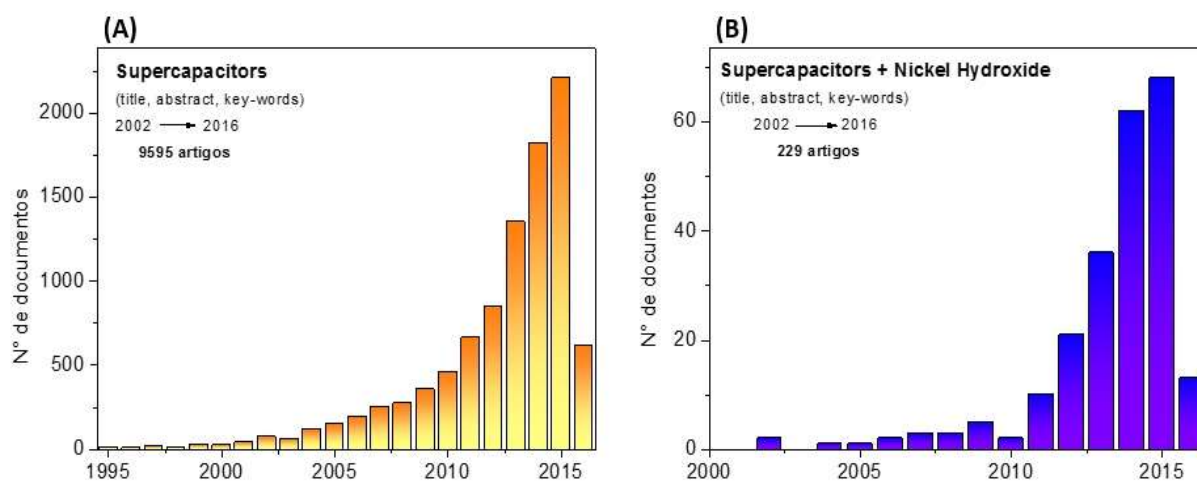 (A)
Supercapacitors
(title, abstract, key-words)
2002 → 2016
9595 artigos
N° de documentos
2000
1500
1000
500
0
1995 2000 2005 2010 2015
(B)
Supercapacitors + Nickel Hydroxide
(title, abstract, key-words)
2002 → 2016
229 artigos
N° de documentos
60
40
20
0
2000 2005 2010 2015